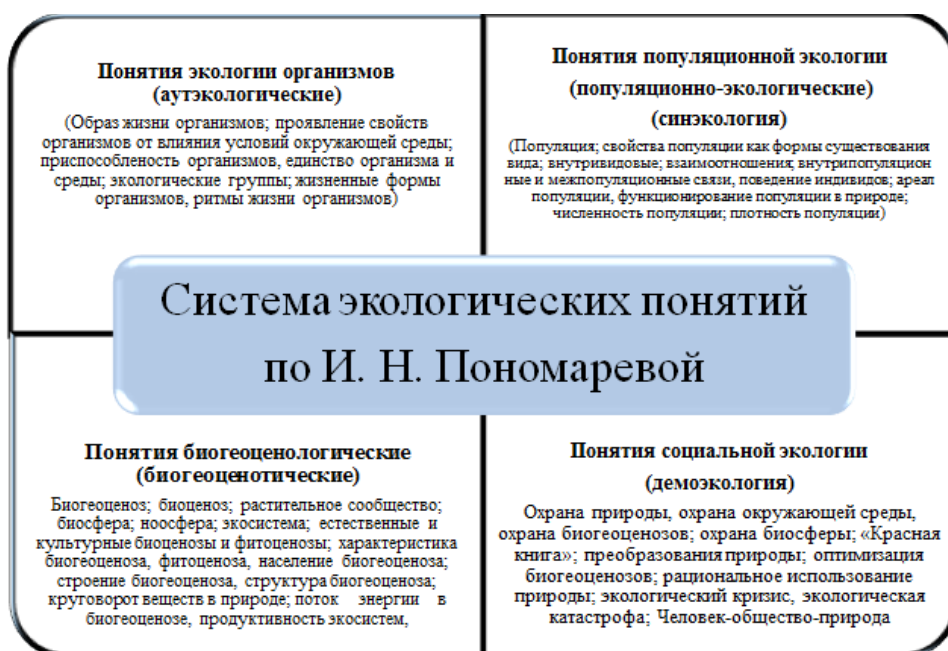 Понятия экологии организмов
(аутэкологические)
(Образ жизни организмов; проявление свойств
организмов от влияния условий окружающей среды;
приспособленость организмов, единство организма и
среды; экологические группы; жизненные формы
организмов, ритмы жизни организмов)
Понятия популяционной экологии
(популяционно-экологические)
(синэкология)
(Популяция; свойства популяции как формы существования
вида; внутривидовые; взаимоотношения; внутрипопуляцион
ные и межпопуляционные связи, поведение индивидов; ареал
популяции, функционирование популяции в природе;
численность популяции; плотность популяции)
Система экологических понятий
по И. Н. Пономаревой
Понятия биогеоценологические
(биогеоценотические)
Биогеоценоз; биоценоз; растительное сообщество;
биосфера; ноосфера; экосистема; естественные и
культурные биоценозы и фитоценозы; характеристика
биогеоценоза, фитоценоза, население биогеоценоза;
строение биогеоценоза, структура биогеоценоза;
круговорот веществ в природе; поток энергии в
биогеоценозе, продуктивность экосистем,
Понятия социальной экологии
(демоэкология)
Охрана природы, охрана окружающей среды,
охрана биогеоценозов; охрана биосферы; «Красная
книга»; преобразования природы; оптимизация
биогеоценозов; рациональное использование
природы; экологический кризис, экологическая
катастрофа; Человек-общество-природа